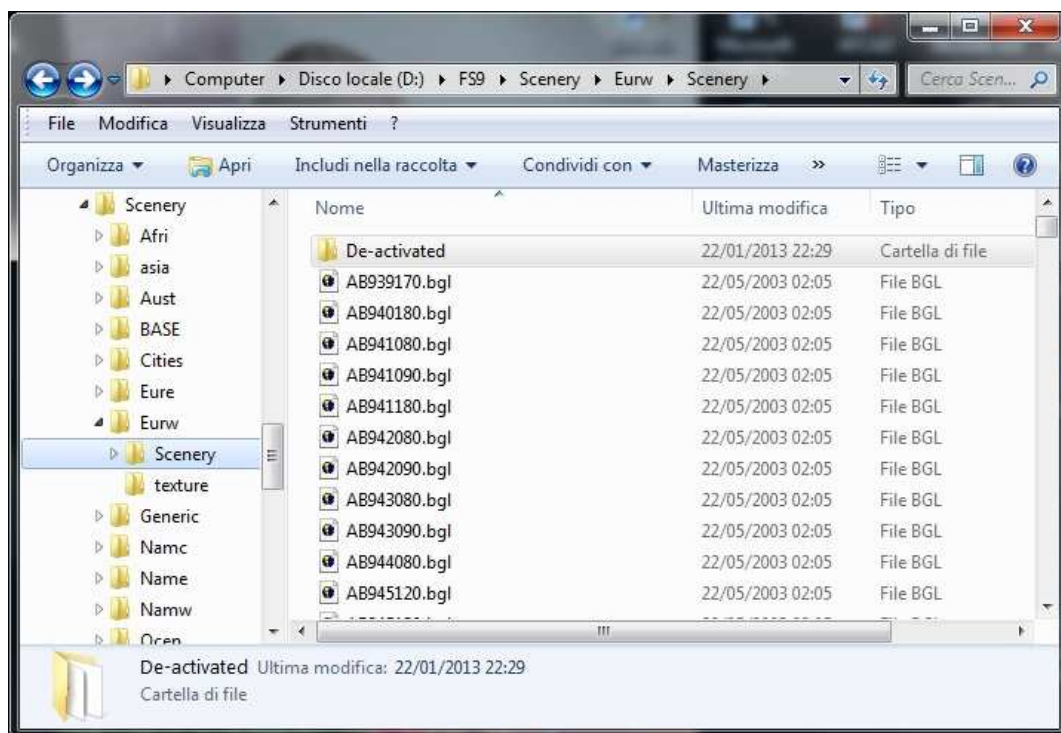 Computer Disco locale (D:) FS9 Scenery Eurw Scenery
Cerca Scen...
File Modifica Visualizza Strumenti ?
Organizza Apri Includi nella raccolta Condividi con Masterizza »
Scenery
Afri
asia
Aust
BASE
Cities
Eure
Eurw
Scenery
texture
Generic
Namc
Name
Namw
Ocen
Nome Ultima modifica Tipo
De-activated 22/01/2013 22:29 Cartella di file
AB939170.bgl 22/05/2003 02:05 File BGL
AB940180.bgl 22/05/2003 02:05 File BGL
AB941080.bgl 22/05/2003 02:05 File BGL
AB941090.bgl 22/05/2003 02:05 File BGL
AB941180.bgl 22/05/2003 02:05 File BGL
AB942080.bgl 22/05/2003 02:05 File BGL
AB942090.bgl 22/05/2003 02:05 File BGL
AB943080.bgl 22/05/2003 02:05 File BGL
AB943090.bgl 22/05/2003 02:05 File BGL
AB944080.bgl 22/05/2003 02:05 File BGL
AB945120.bgl 22/05/2003 02:05 File BGL
De-activated Ultima modifica: 22/01/2013 22:29
Cartella di file